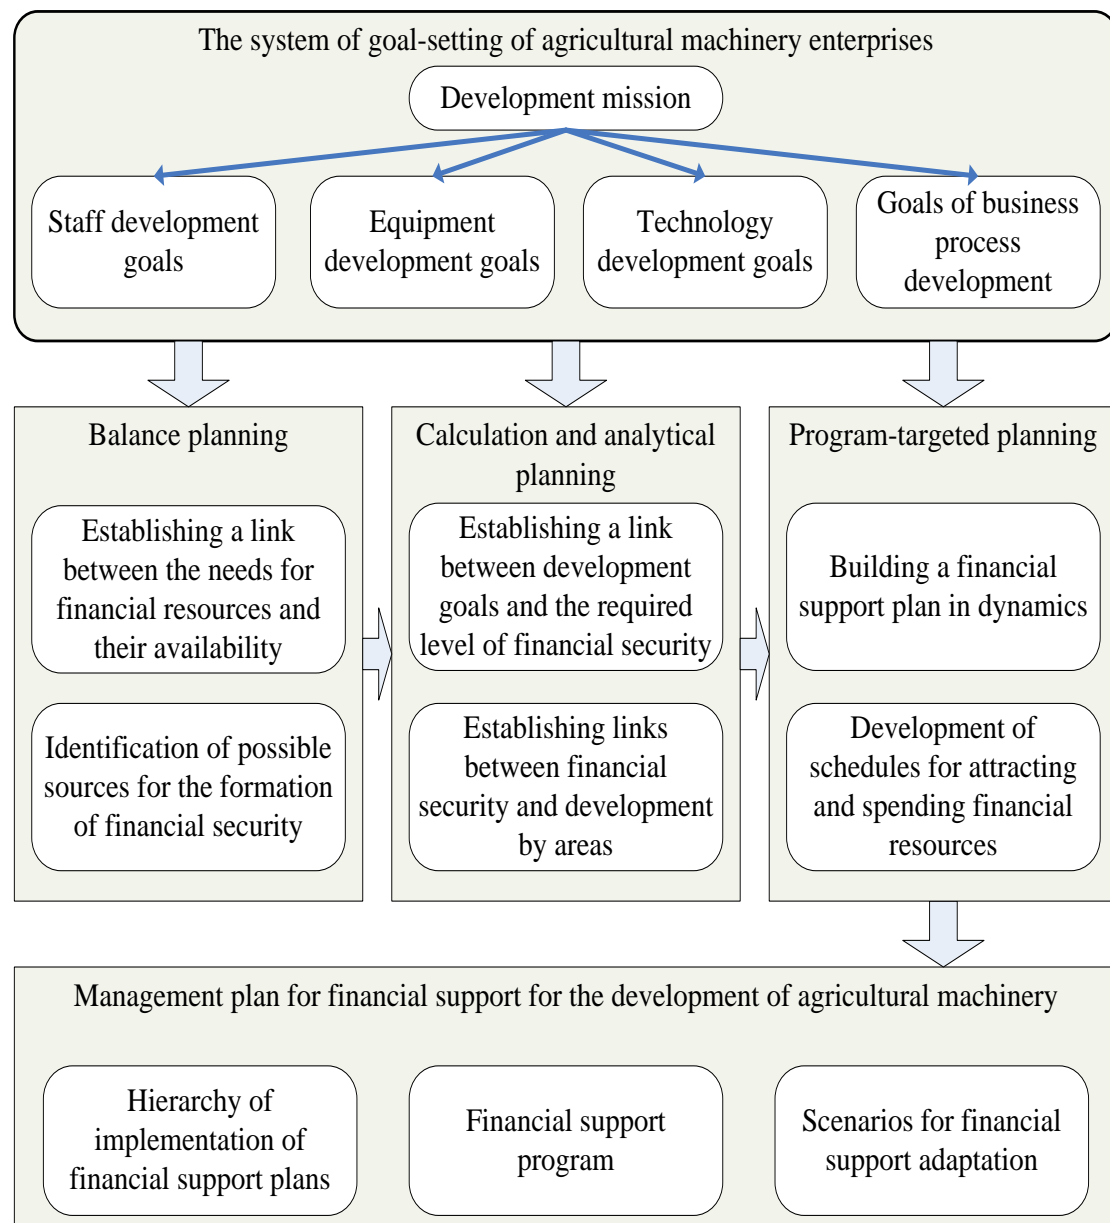 The system of goal-setting of agricultural machinery enterprises
Development mission
Staff development
goals
Equipment
development goals
Technology
development goals
Goals of business
process
development
Balance planning
Establishing a link
between the needs for
financial resources and
their availability
Identification of possible
sources for the formation
of financial security
Calculation and analytical
planning
Establishing a link
between development
goals and the required
level of financial security
Establishing links
between financial
security and development
by areas
Program-targeted planning
Building a financial
support plan in dynamics
Development of
schedules for attracting
and spending financial
resources
Management plan for financial support for the development of agricultural machinery
Hierarchy of
implementation of
financial support plans
Financial support
program
Scenarios for financial
support adaptation